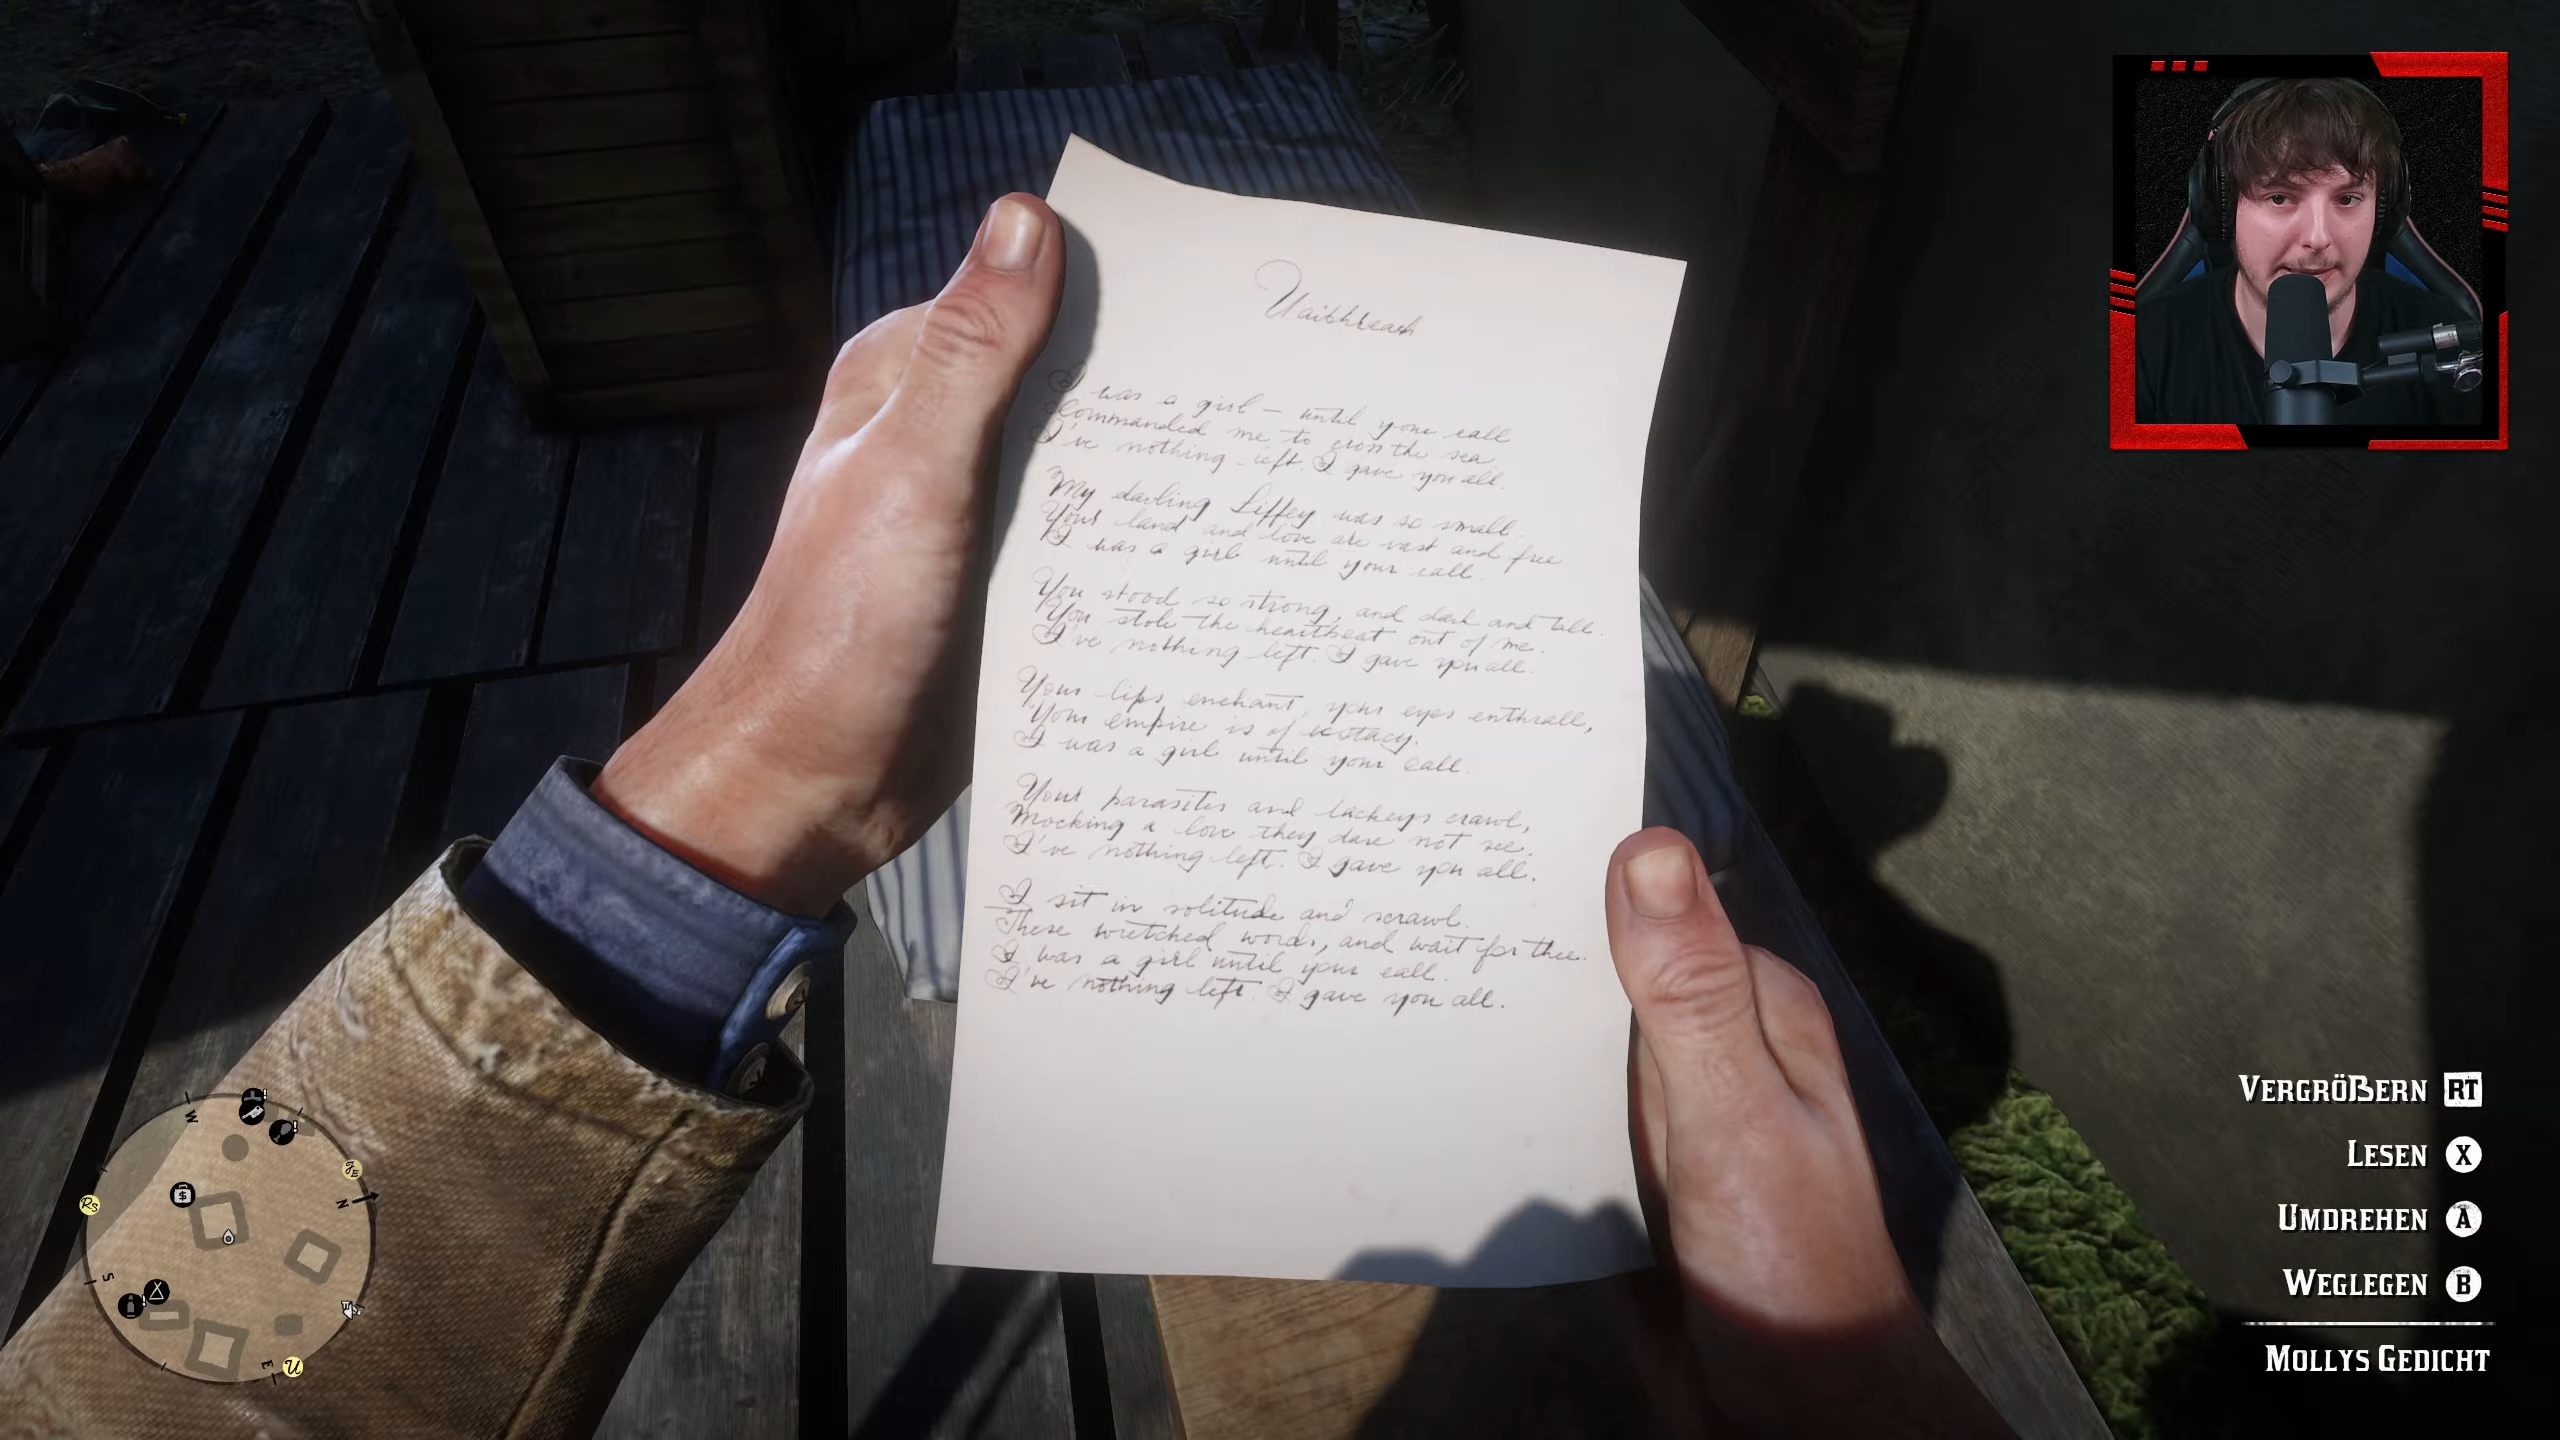 Uaibhreach
I was a girl – until your call
Commanded me to cross the sea
I've nothing left. I gave you all.
My darling Liffey was so small.
Your land and love are vast and free
I was a girl until your call.
You stood so strong, and dark and tall.
You stole the heartbeat out of me.
I've nothing left. I gave you all.
Your lips enchant, your eyes enthrall,
Your empire is of ecstacy.
I was a girl until your call.
Your parasites and lackeys crawl,
Mocking a love they dare not see.
I've nothing left. I gave you all.
I sit in solitude and scrawl.
These wretched words, and wait for thee.
I was a girl until your call.
I've nothing left. I gave you all.
VERGRÖẞERN RT
LESEN X
UMDREHEN A
WEGLEGEN B
MOLLYS GEDICHT
W
N
S
E
RS
JE
U
$